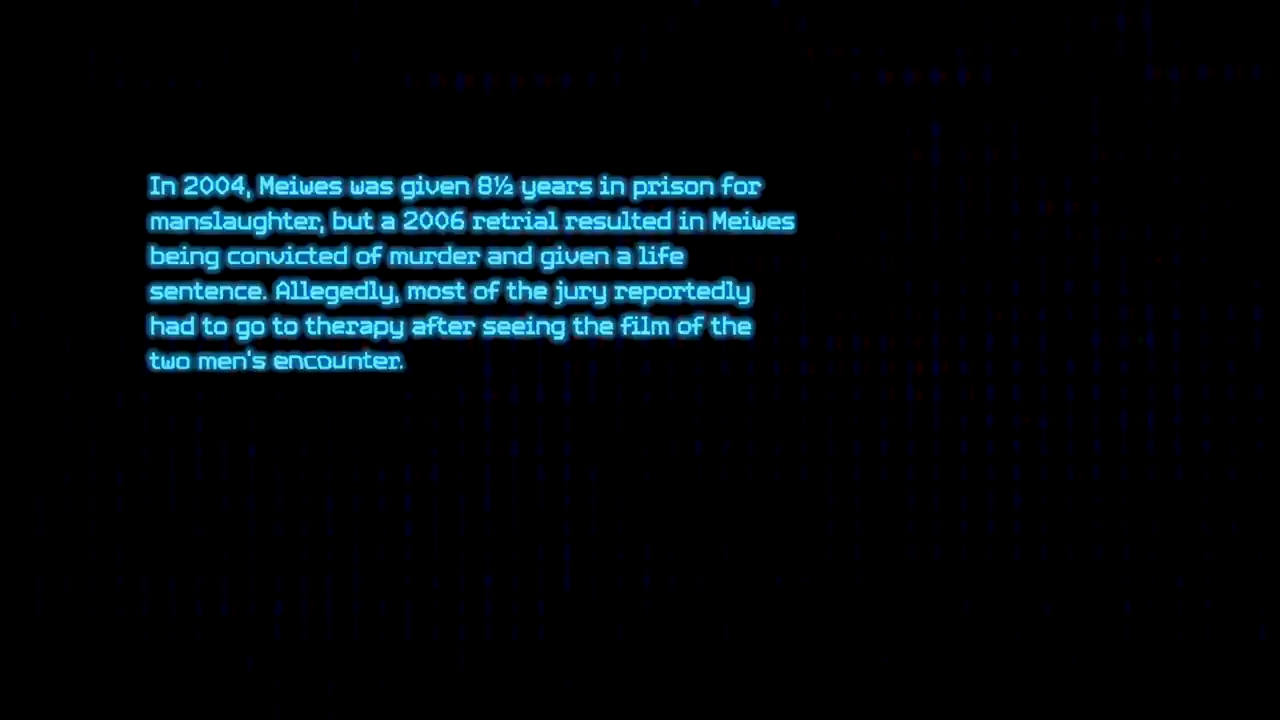 In 2004, Meiwes was given 8½ years in prison for
manslaughter, but a 2006 retrial resulted in Meiwes
being convicted of murder and given a life
sentence. Allegedly, most of the jury reportedly
had to go to therapy after seeing the film of the
two men's encounter.